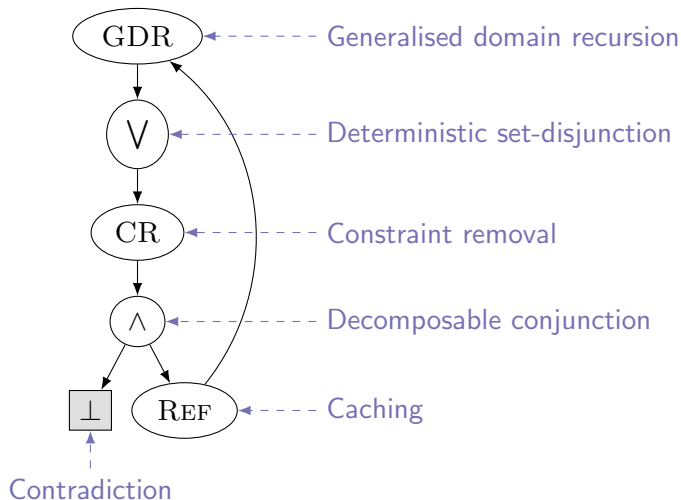 GDR Generalised domain recursion
⋁ Deterministic set-disjunction
CR Constraint removal
∧ Decomposable conjunction
⊥ REF Caching
Contradiction